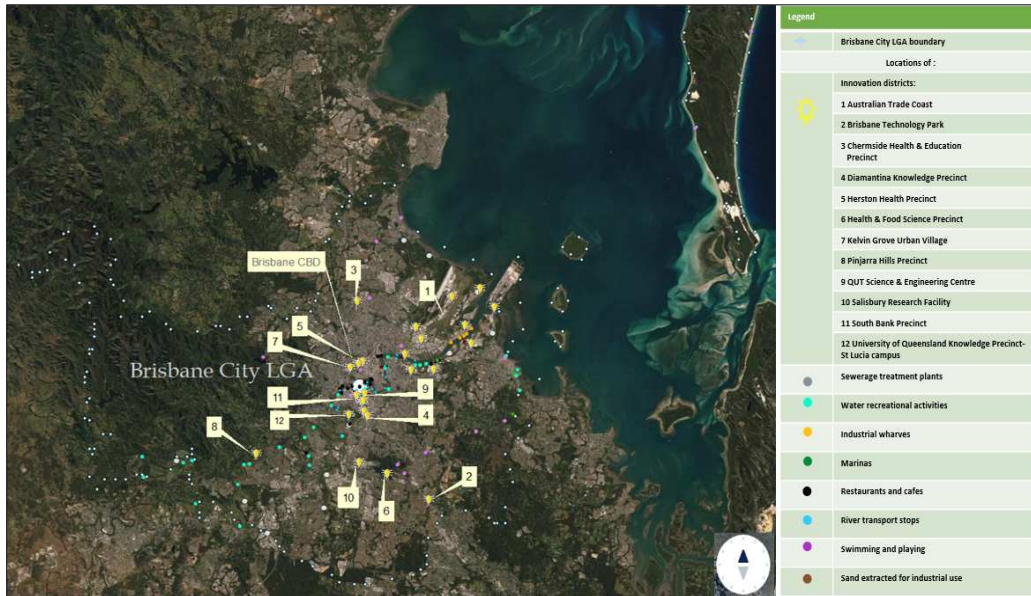 Brisbane CBD
3
1
5
7
Brisbane City LGA
11
9
12
4
8
10
6
2
Legend
Brisbane City LGA boundary
Locations of :
Innovation districts:
1 Australian Trade Coast
2 Brisbane Technology Park
3 Chermside Health & Education
Precinct
4 Diamantina Knowledge Precinct
5 Herston Health Precinct
6 Health & Food Science Precinct
7 Kelvin Grove Urban Village
8 Pinjarra Hills Precinct
9 QUT Science & Engineering Centre
10 Salisbury Research Facility
11 South Bank Precinct
12 University of Queensland Knowledge Precinct-
St Lucia campus
Sewerage treatment plants
Water recreational activities
Industrial wharves
Marinas
Restaurants and cafes
River transport stops
Swimming and playing
Sand extracted for industrial use